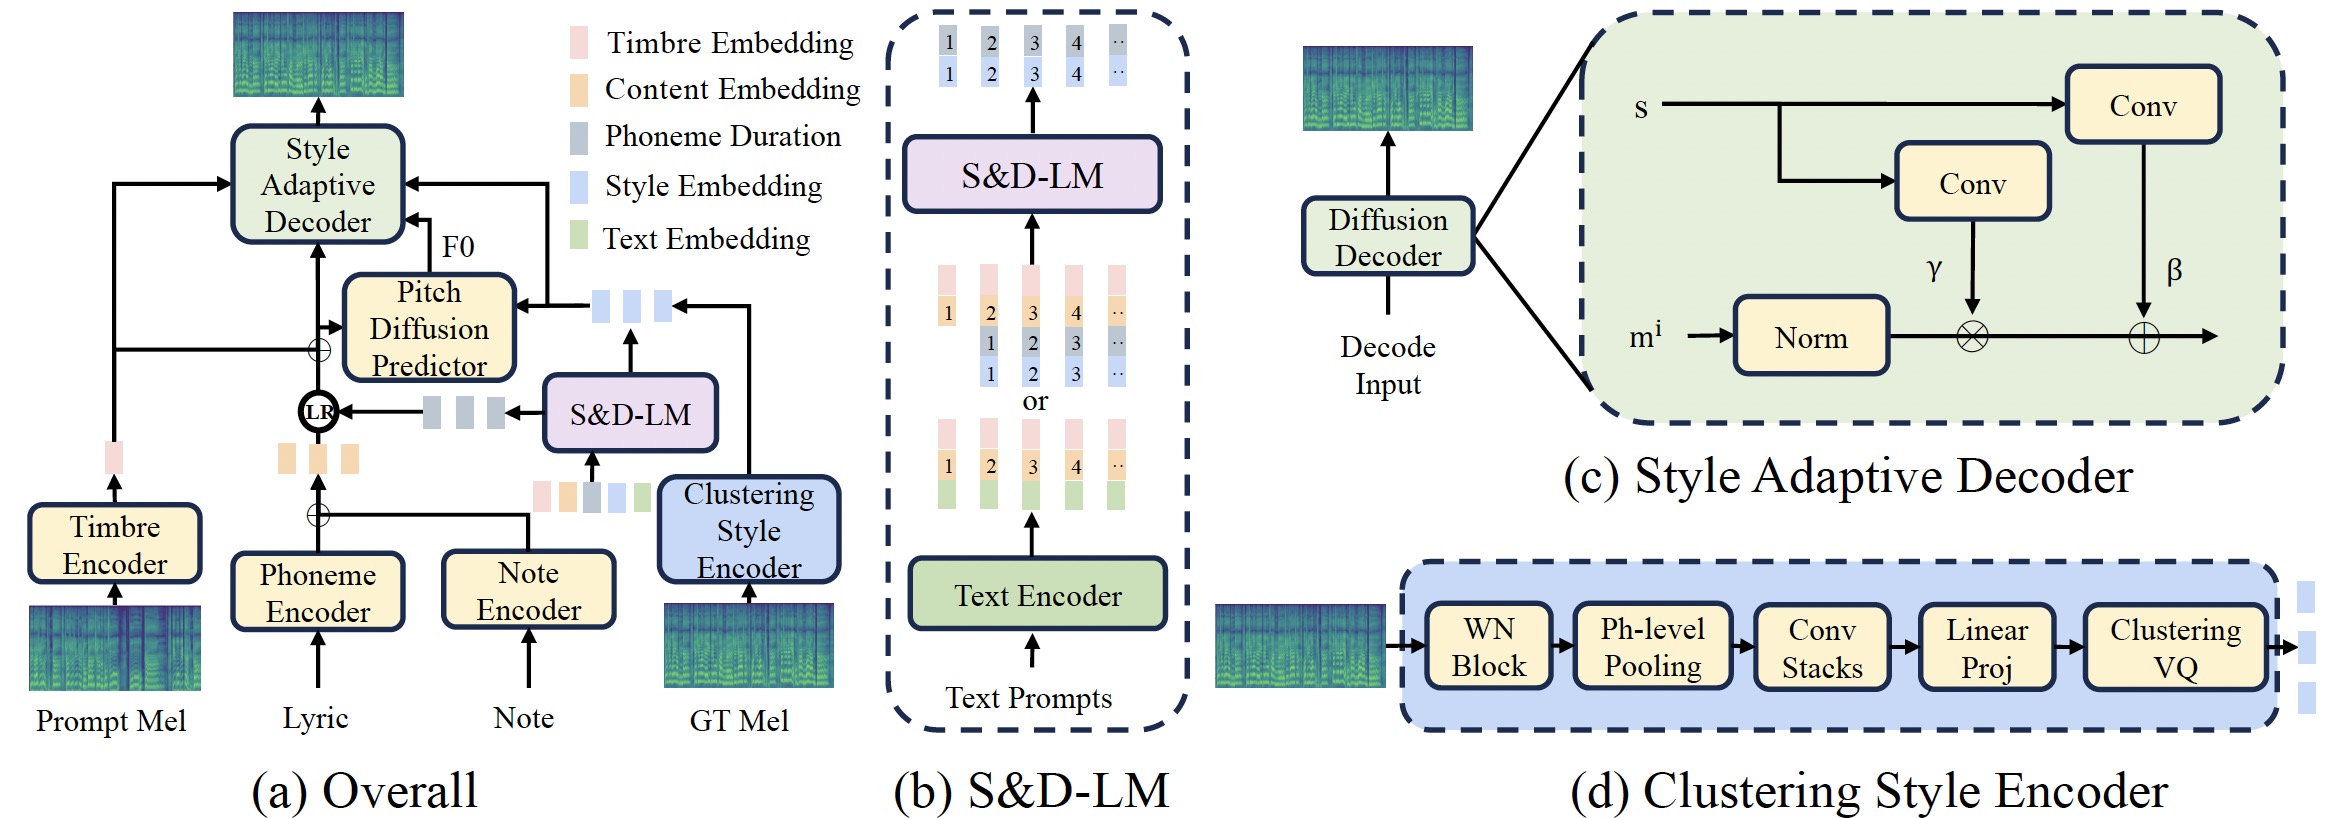 Timbre Embedding
Content Embedding
Phoneme Duration
Style Embedding
Text Embedding
Style
Adaptive
Decoder
F0
Pitch
Diffusion
Predictor
LR
S&D-LM
Timbre
Encoder
Phoneme
Encoder
Note
Encoder
Clustering
Style
Encoder
Prompt Mel
Lyric
Note
GT Mel
(a) Overall
1 2 3 4 ··
1 2 3 4 ··
S&D-LM
1 2 3 4 ··
1 2 3 ··
1 2 3 ··
or
1 2 3 4 ··
Text Encoder
Text Prompts
(b) S&D-LM
Diffusion
Decoder
Decode
Input
s
Conv
Conv
γ
β
mⁱ
Norm
(c) Style Adaptive Decoder
WN
Block
Ph-level
Pooling
Conv
Stacks
Linear
Proj
Clustering
VQ
(d) Clustering Style Encoder